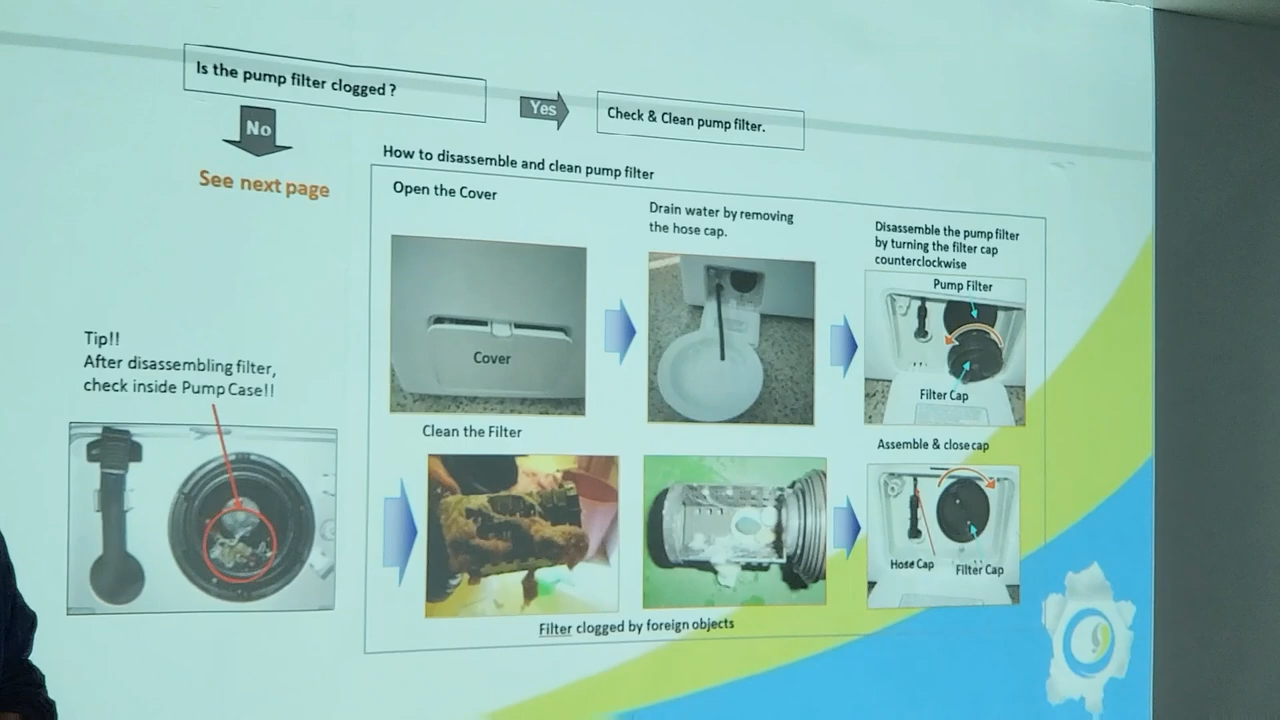 Is the pump filter clogged ?
Yes
Check & Clean pump filter.
No
See next page
How to disassemble and clean pump filter
Open the Cover
Drain water by removing
the hose cap.
Disassemble the pump filter
by turning the filter cap
counterclockwise
Cover
Pump Filter
Filter Cap
Tip!!
After disassembling filter,
check inside Pump Case!!
Clean the Filter
Assemble & close cap
Hose Cap
Filter Cap
Filter clogged by foreign objects